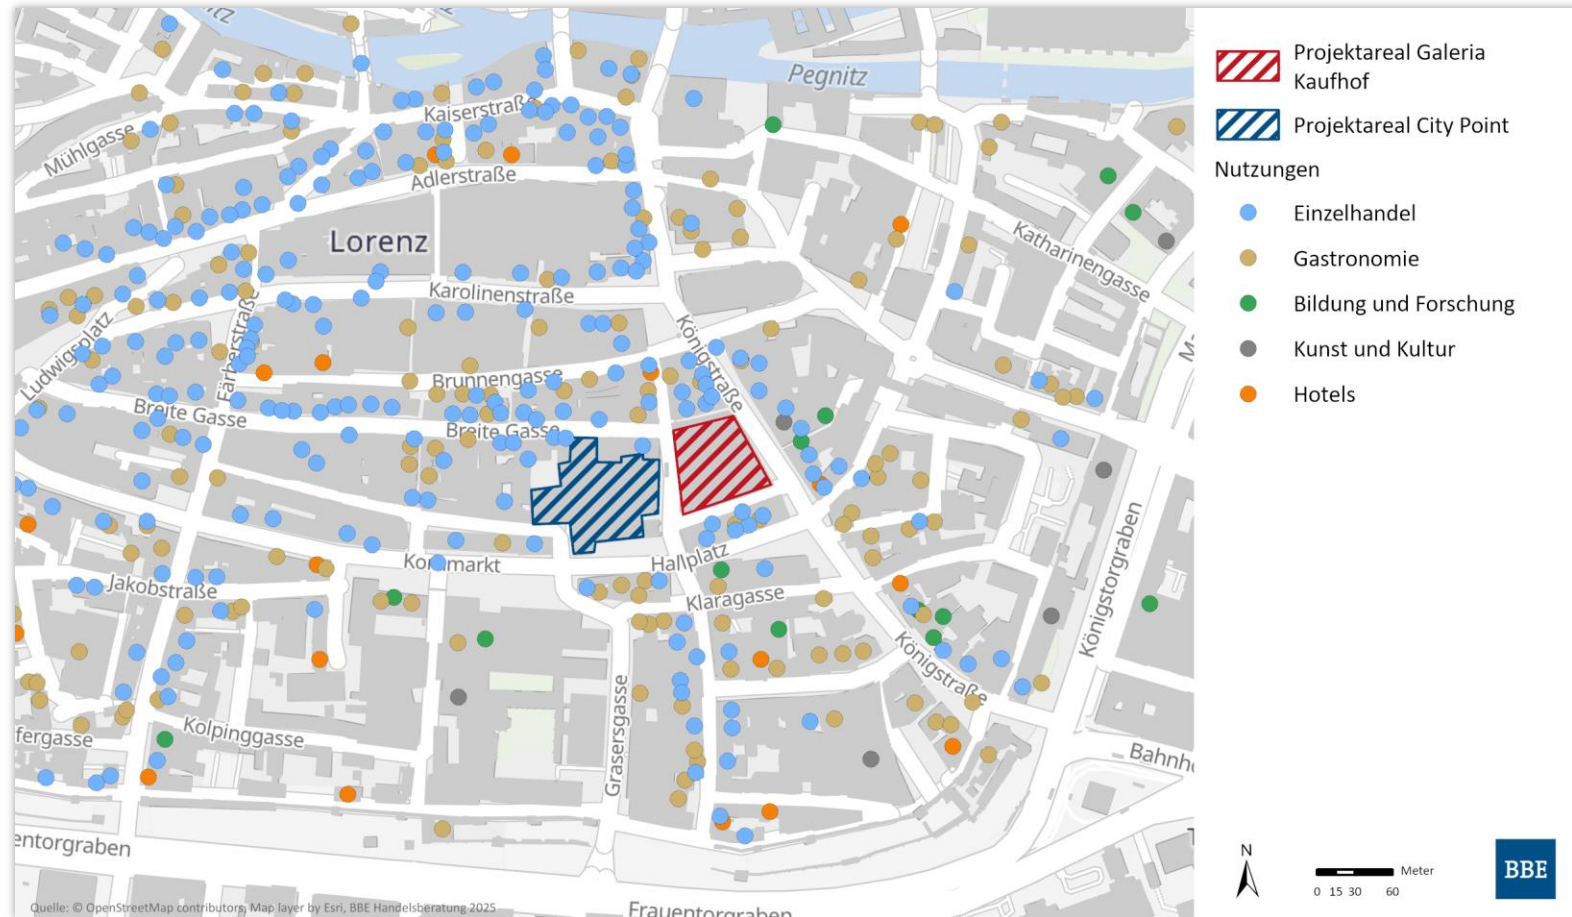 Pegnitz
Kaiserstraße
Mühlgasse
Adlerstraße
Lorenz
Katharinengasse
Karolinenstraße
Königstraße
Färberstraße
Ludwigsplatz
Brunnengasse
Breite Gasse
Breite Gasse
Königstorgraben
Kornmarkt
Hallplatz
Jakobstraße
Klaragasse
Königstraße
Grasersgasse
Kolpinggasse
fergasse
Bahnh
entorgraben
Frauentorgraben
Quelle: © OpenStreetMap contributors, Map layer by Esri, BBE Handelsberatung 2025
Projektareal Galeria
Kaufhof
Projektareal City Point
Nutzungen
Einzelhandel
Gastronomie
Bildung und Forschung
Kunst und Kultur
Hotels
N
Meter
0 15 30 60
BBE